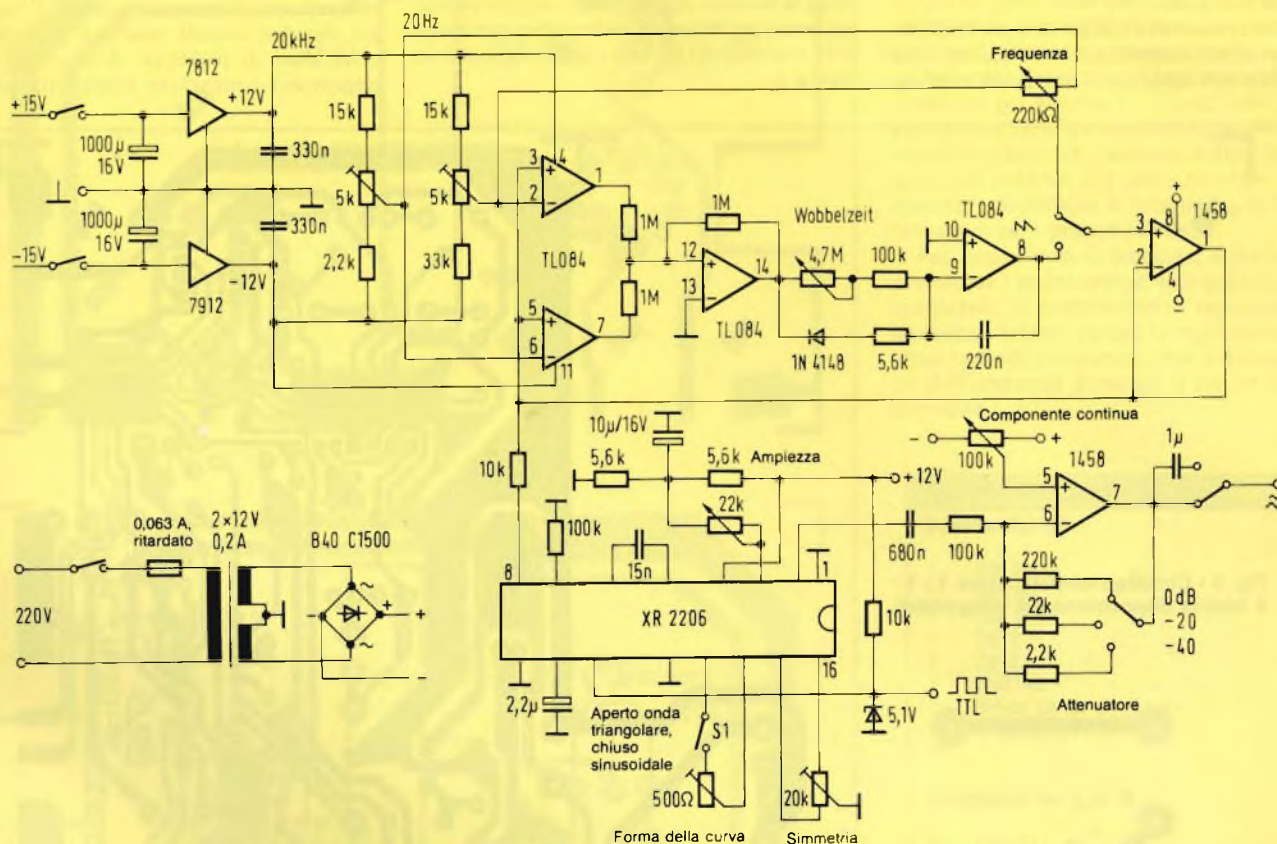 20Hz
20kHz
Frequenza
7812
+15V
+12V
15k
15k
220kΩ
1000µ
16V
330n
3
4
1
2
+
−
5k
5k
1M
1M
Wobbelzeit
TL084
+
8
1458
3
1
2
4
−
1000µ
16V
330n
2,2k
33k
TL084
12
14
13
4,7M
100k
10
8
9
−15V
−12V
7912
1M
5
7
6
11
TL084
1N 4148
5,6k
220n
10µ/16V
Componente continua
5,6k
5,6k
Ampiezza
− +
100k
1458
1µ
10k
+12V
5
7
6
0,063 A,
ritardato
2×12V
0,2A
B40 C1500
100k
22k
680n
100k
15n
8
1
220k
0dB
220V
+
−
~
~
+
−
XR 2206
10k
22k
−20
−40
16
2,2k
2,2µ
Aperto onda
triangolare,
chiuso
sinusoidale
S1
5,1V
TTL
Attenuatore
500Ω
20k
Forma della curva
Simmetria